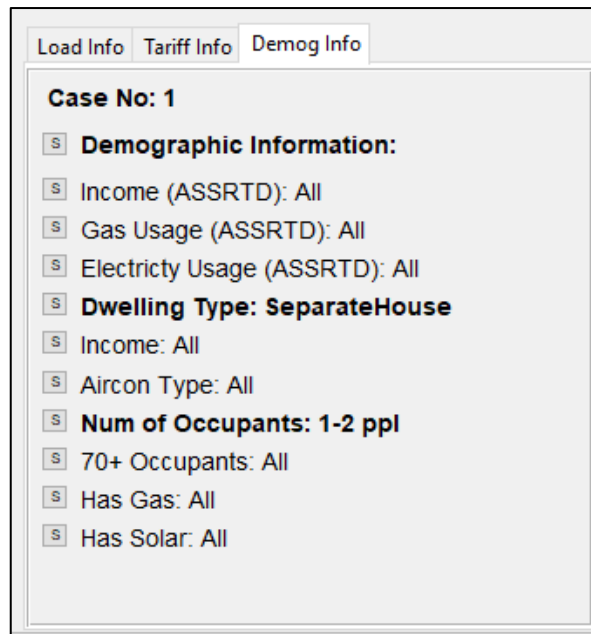 Load Info Tariff Info Demog Info
Case No: 1
S Demographic Information:
S Income (ASSRTD): All
S Gas Usage (ASSRTD): All
S Electricty Usage (ASSRTD): All
S Dwelling Type: SeparateHouse
S Income: All
S Aircon Type: All
S Num of Occupants: 1-2 ppl
S 70+ Occupants: All
S Has Gas: All
S Has Solar: All